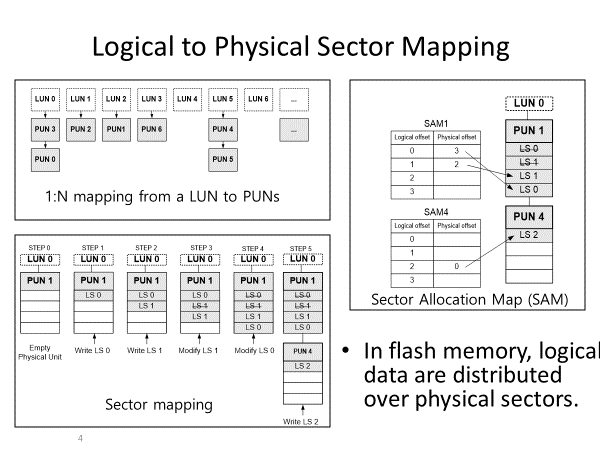 Logical to Physical Sector Mapping
LUN 0 LUN 1 LUN 2 LUN 3 LUN 4 LUN 5 LUN 6 ...
PUN 3 PUN 2 PUN1 PUN 6 PUN 4 ...
PUN 0 PUN 5
1:N mapping from a LUN to PUNs
STEP 0 STEP 1 STEP 2 STEP 3 STEP 4 STEP 5
LUN 0 LUN 0 LUN 0 LUN 0 LUN 0 LUN 0
PUN 1 PUN 1 PUN 1 PUN 1 PUN 1 PUN 1
LS 0 LS 0 LS 0 LS 0 LS 0
LS 1 LS 1 LS 1 LS 1
LS 1 LS 1 LS 1
LS 0 LS 0
Empty
Physical Unit
Write LS 0 Write LS 1 Modify LS 1 Modify LS 0
PUN 4
LS 2
Write LS 2
Sector mapping
LUN 0
PUN 1
LS 0
LS 1
LS 1
LS 0
PUN 4
LS 2
SAM1
Logical offset Physical offset
0 3
1 2
2
3
SAM4
Logical offset Physical offset
0
1
2 0
3
Sector Allocation Map (SAM)
• In flash memory, logical
data are distributed
over physical sectors.
4